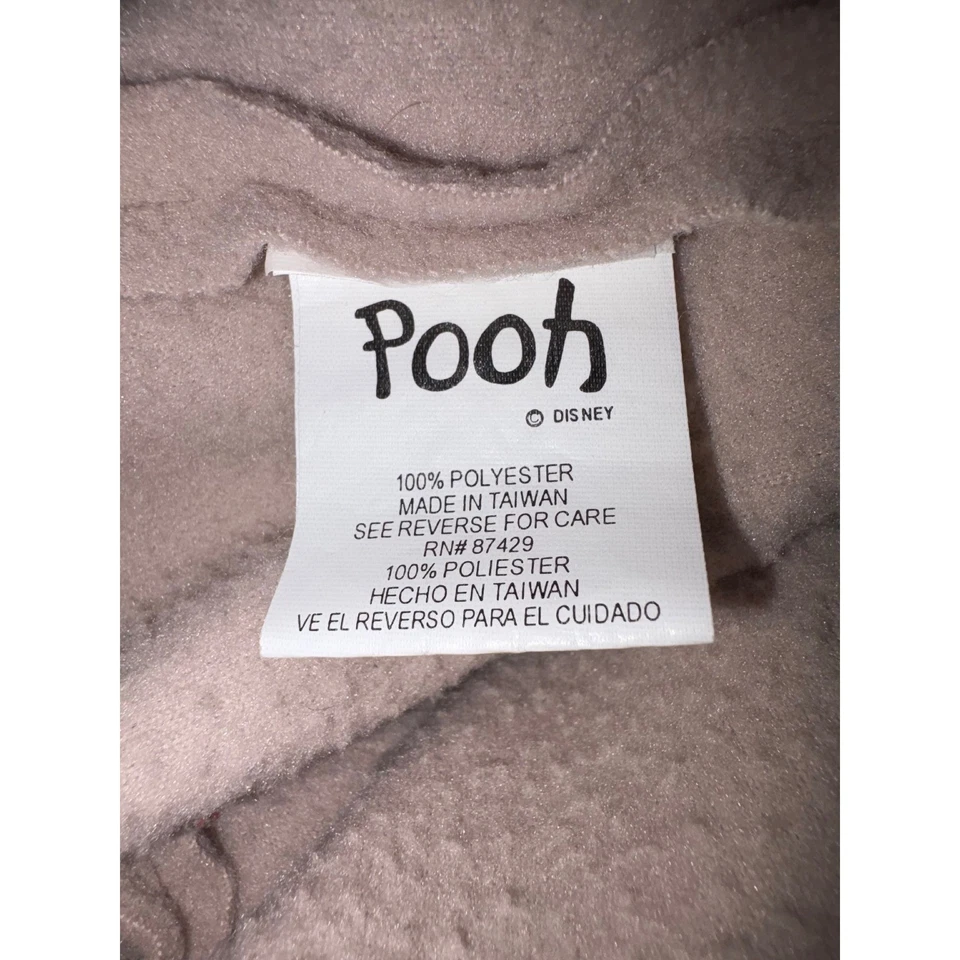 Pooh
© DISNEY
100% POLYESTER
MADE IN TAIWAN
SEE REVERSE FOR CARE
RN# 87429
100% POLIESTER
HECHO EN TAIWAN
VE EL REVERSO PARA EL CUIDADO